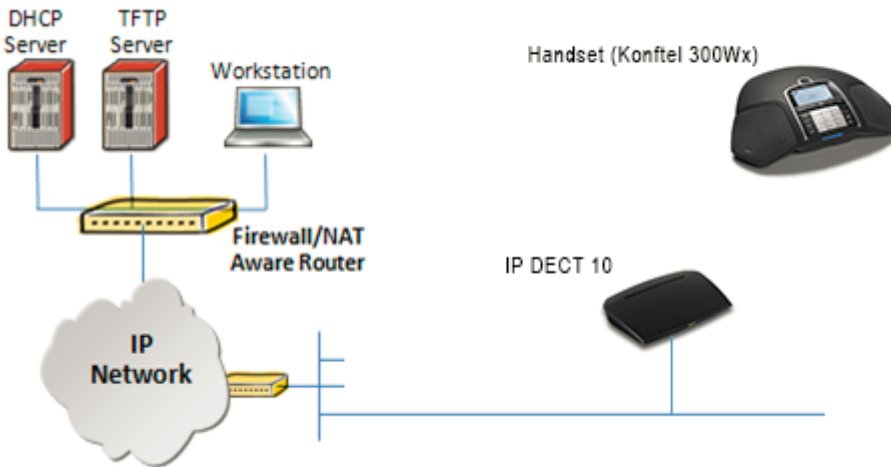 DHCP
Server
TFTP
Server
Workstation
Handset (Konftel 300Wx)
Firewall/NAT
Aware Router
IP DECT 10
IP
Network